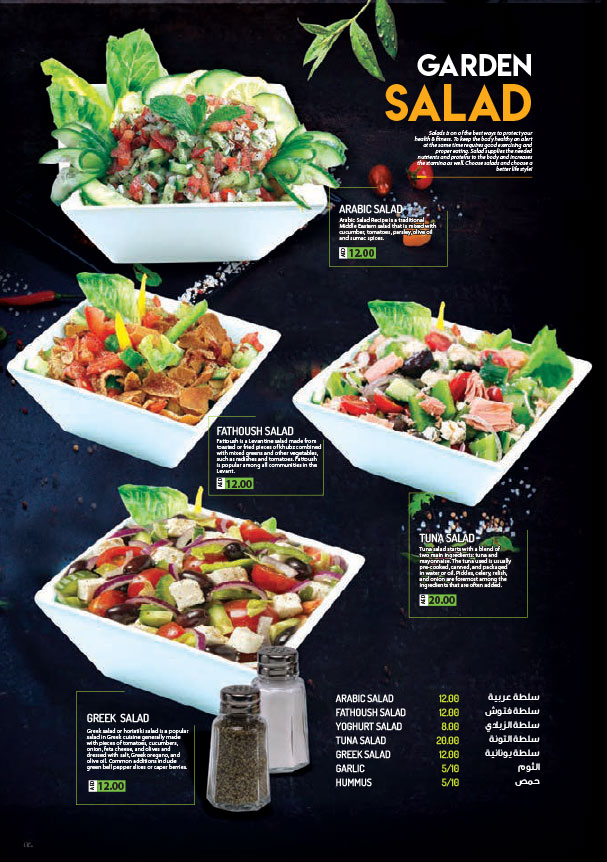 GARDEN
SALAD
Salads is on of the best ways to protect your
health & fitness. To keep the body healthy an alert
at the same time requires good exercising and
proper eating. Salad supplies the needed
nutrients and proteins to the body and increases
the stamina as well. Choose salads and choose a
better life style!
ARABIC SALAD
Arabic Salad Recipe is a traditional
Middle Eastern salad that is mixed with
cucumber, tomatoes, parsley, olive oil
and sumac spices.
AED 12.00
FATHOUSH SALAD
Fattoush is a Levantine salad made from
toasted or fried pieces of khubz combined
with mixed greens and other vegetables,
such as radishes and tomatoes. Fattoush
is popular among all communities in the
Levant.
AED 12.00
TUNA SALAD
Tuna salad starts with a blend of
two main ingredients: tuna and
mayonnaise. The tuna used is usually
pre-cooked, canned, and packaged
in water or oil. Pickles, celery, relish,
and onion are foremost among the
ingredients that are often added.
AED 20.00
GREEK SALAD
Greek salad or horiatiki salad is a popular
salad in Greek cuisine generally made
with pieces of tomatoes, cucumbers,
onion, feta cheese, and olives and
dressed with salt, Greek oregano, and
olive oil. Common additions include
green bell pepper slices or caper berries.
AED 12.00
ARABIC SALAD 12.00 سلطة عربية
FATHOUSH SALAD 12.00 سلطة فتوش
YOGHURT SALAD 8.00 سلطة الزبادي
TUNA SALAD 20.00 سلطة التونة
GREEK SALAD 12.00 سلطة يونانية
GARLIC 5/10 الثوم
HUMMUS 5/10 حمص